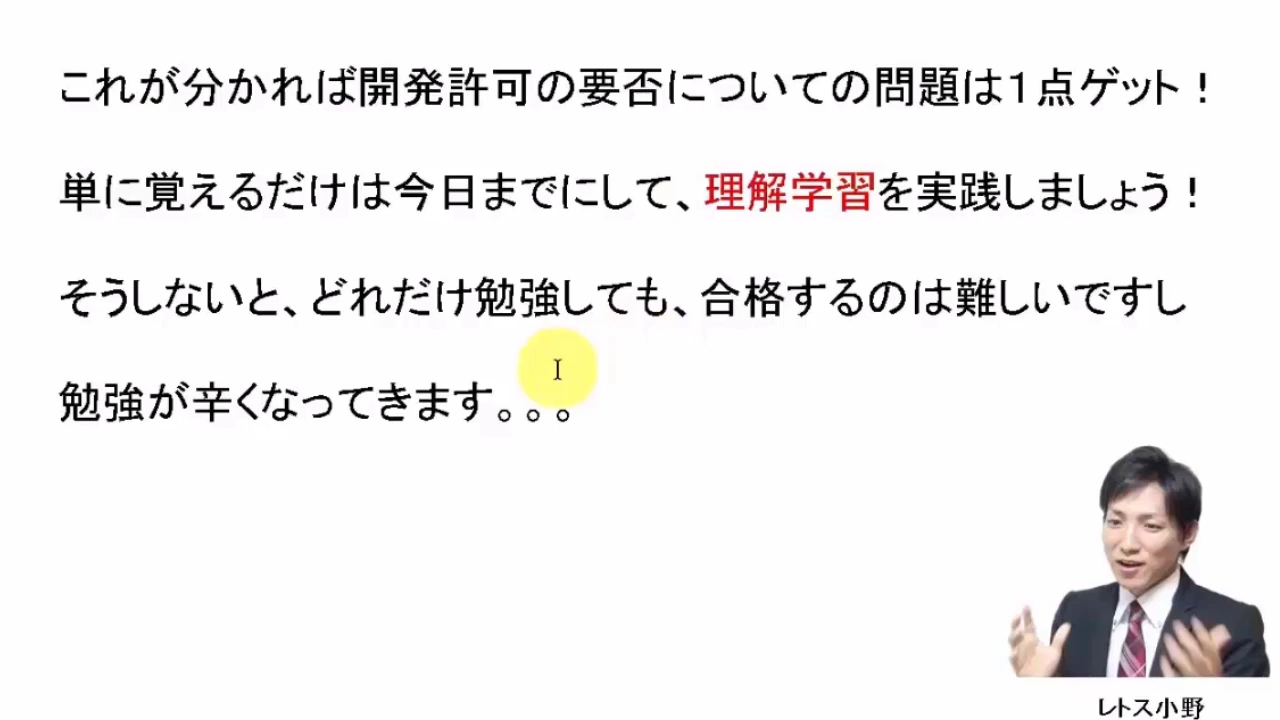 これが分かれば開発許可の要否についての問題は１点ゲット！
単に覚えるだけは今日までにして、理解学習を実践しましょう！
そうしないと、どれだけ勉強しても、合格するのは難しいですし
勉強が辛くなってきます。。。
レトス小野